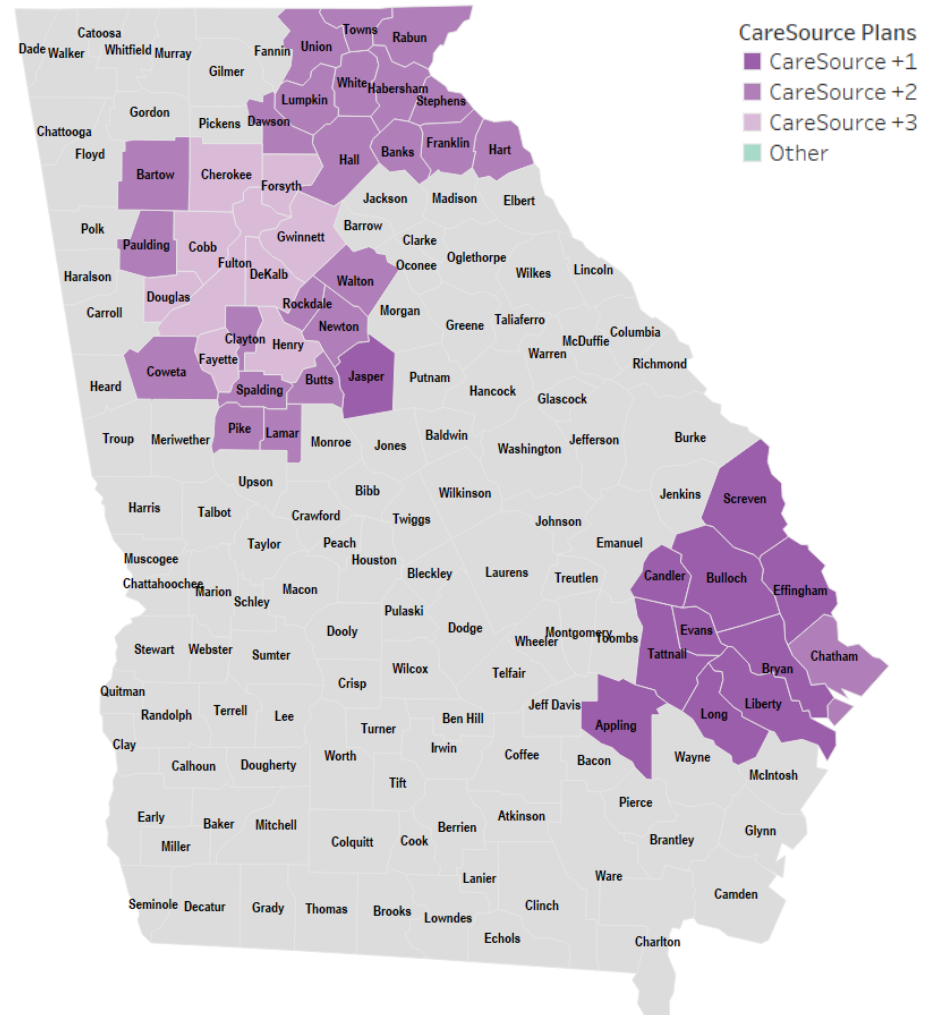 CareSource Plans
CareSource +1
CareSource +2
CareSource +3
Other
Catoosa
Dade
Walker
Whitfield
Murray
Fannin
Union
Towns
Rabun
Gilmer
White
Habersham
Lumpkin
Stephens
Gordon
Pickens
Dawson
Chattooga
Floyd
Bartow
Cherokee
Forsyth
Hall
Banks
Franklin
Hart
Jackson
Madison
Elbert
Polk
Paulding
Cobb
Gwinnett
Barrow
Clarke
Oconee
Oglethorpe
Wilkes
Lincoln
Fulton
DeKalb
Haralson
Walton
Douglas
Rockdale
Carroll
Newton
Morgan
Greene
Taliaferro
McDuffie
Columbia
Clayton
Henry
Warren
Richmond
Fayette
Heard
Coweta
Spalding
Butts
Jasper
Putnam
Hancock
Glascock
Troup
Meriwether
Pike
Lamar
Monroe
Jones
Baldwin
Washington
Jefferson
Burke
Upson
Bibb
Wilkinson
Jenkins
Screven
Harris
Talbot
Crawford
Twiggs
Johnson
Emanuel
Muscogee
Taylor
Peach
Houston
Bleckley
Laurens
Treutlen
Candler
Bulloch
Effingham
Chattahoochee
Marion
Schley
Macon
Pulaski
Dooly
Dodge
Wheeler
Montgomery
Toombs
Evans
Tattnall
Bryan
Chatham
Stewart
Webster
Sumter
Wilcox
Telfair
Crisp
Quitman
Randolph
Terrell
Lee
Turner
Ben Hill
Jeff Davis
Appling
Long
Liberty
Clay
Calhoun
Dougherty
Worth
Irwin
Coffee
Bacon
Wayne
McIntosh
Tift
Early
Baker
Mitchell
Miller
Colquitt
Cook
Berrien
Atkinson
Pierce
Brantley
Glynn
Lanier
Ware
Camden
Seminole
Decatur
Grady
Thomas
Brooks
Lowndes
Clinch
Echols
Charlton